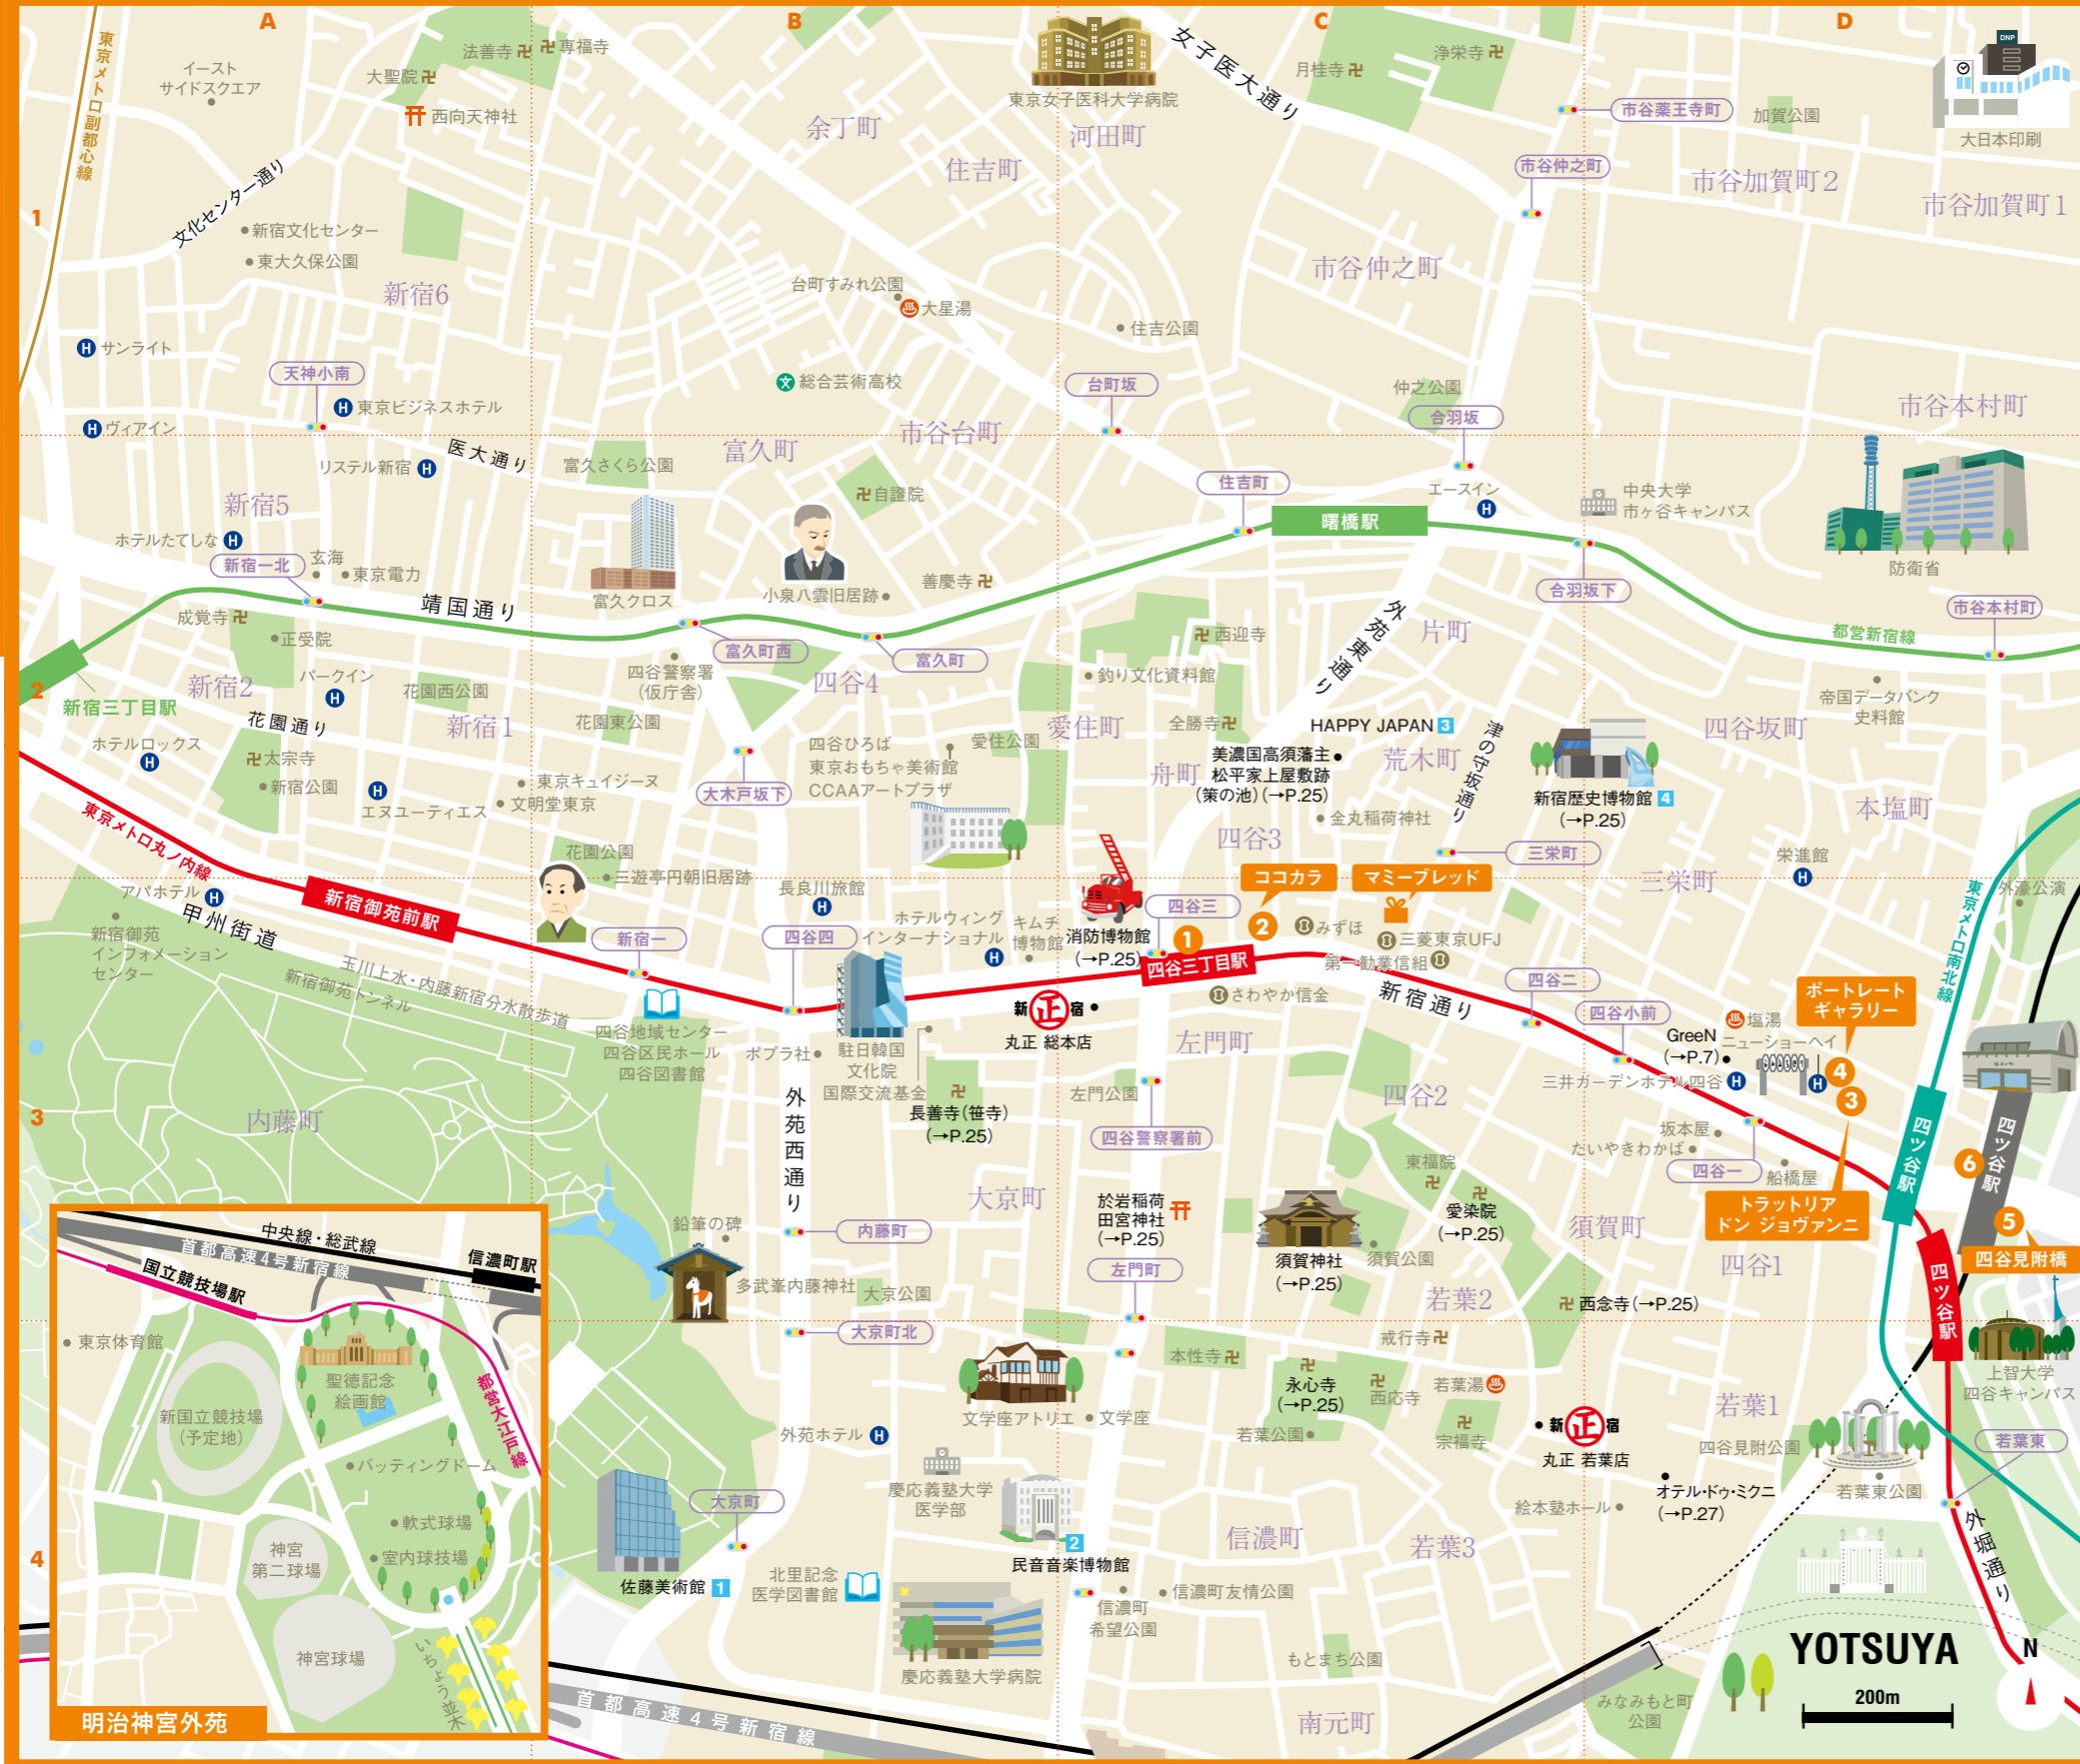 A
B
C
D
1
2
3
4
東京メトロ副都心線
イースト
サイドスクエア
大聖院
法善寺
専福寺
西向天神社
文化センター通り
新宿文化センター
東大久保公園
新宿6
余丁町
住吉町
河田町
東京女子医科大学病院
女子医大通り
月桂寺
浄栄寺
市谷薬王寺町
加賀公園
DNP
大日本印刷
市谷仲之町
市谷加賀町2
市谷加賀町1
市谷仲之町
台町すみれ公園
大星湯
住吉公園
サンライト
天神小南
東京ビジネスホテル
ヴィアイン
総合芸術高校
台町坂
仲之公園
合羽坂
市谷本村町
市谷台町
富久町
医大通り
富久さくら公園
リステル新宿
新宿5
自證院
住吉町
曙橋駅
エースイン
中央大学
市ヶ谷キャンパス
防衛省
ホテルたてしな
新宿一北
玄海
東京電力
富久クロス
小泉八雲旧居跡
善慶寺
合羽坂下
市谷本村町
靖国通り
成覚寺
正受院
都営新宿線
富久町西
富久町
四谷警察署
(仮庁舎)
西迎寺
釣り文化資料館
外苑東通り
片町
新宿三丁目駅
新宿2
パークイン
花園西公園
花園通り
新宿1
花園東公園
四谷4
愛住町
愛住公園
全勝寺
HAPPY JAPAN 3
荒木町
津の守坂通り
四谷坂町
帝国データバンク
史料館
ホテルロックス
太宗寺
新宿公園
エヌユーティエス
東京キュイジーヌ
文明堂東京
大木戸坂下
四谷ひろば
東京おもちゃ美術館
CCAAアートプラザ
舟町
美濃国高須藩主
松平家上屋敷跡
(策の池)(→P.25)
新宿歴史博物館 4
(→P.25)
本塩町
金丸稲荷神社
四谷3
三栄町
三栄町
栄進館
東京メトロ丸ノ内線
花園公園
三遊亭円朝旧居跡
長良川旅館
ココカラ
マミーブレッド
アパホテル
甲州街道
新宿御苑前駅
新宿一
四谷四
ホテルウィング
インターナショナル
キムチ
博物館
消防博物館
(→P.25)
四谷三
1
2
みずほ
三菱東京UFJ
四谷三丁目駅
第一勧業信組
さわやか信金
新宿通り
四谷二
四谷小前
東京メトロ南北線
外濠公演
新宿御苑
インフォメーション
センター
玉川上水・内藤新宿分水散歩道
新宿御苑トンネル
四谷地域センター
四谷区民ホール
四谷図書館
ポプラ社
駐日韓国
文化院
国際交流基金
新 正 宿
丸正 総本店
左門町
ポートレート
ギャラリー
塩湯
GreeN
(→P.7)
ニューショーヘイ
三井ガーデンホテル四谷
4
3
長善寺(笹寺)
(→P.25)
左門公園
四谷警察署前
四谷2
内藤町
外苑西通り
坂本屋
たいやきわかば
四谷一
船橋屋
四ツ谷駅
四ツ谷駅
6
5
トラットリア
ドン ジョヴァンニ
四谷見附橋
大京町
於岩稲荷
田宮神社
(→P.25)
東福院
愛染院
(→P.25)
須賀町
四谷1
内藤町
鉛筆の碑
多武峯内藤神社
大京公園
左門町
須賀神社
(→P.25)
須賀公園
若葉2
西念寺(→P.25)
四ツ谷駅
大京町北
本性寺
戒行寺
上智大学
四谷キャンパス
中央線・総武線
首都高速4号新宿線
信濃町駅
国立競技場駅
東京体育館
聖徳記念
絵画館
新国立競技場
(予定地)
都営大江戸線
バッティングドーム
軟式球場
室内球技場
神宮
第二球場
神宮球場
いちょう並木
明治神宮外苑
文学座アトリエ
文学座
永心寺
(→P.25)
西応寺
若葉湯
若葉公園
宗福寺
新 正 宿
丸正 若葉店
若葉1
四谷見附公園
若葉東公園
若葉東
外苑ホテル
慶応義塾大学
医学部
大京町
佐藤美術館 1
2
民音音楽博物館
信濃町
若葉3
絵本塾ホール
オテル・ドゥ・ミクニ
(→P.27)
外堀通り
北里記念
医学図書館
信濃町友情公園
信濃町
希望公園
慶応義塾大学病院
もとまち公園
みなみもと町
公園
南元町
首都高速4号新宿線
YOTSUYA
200m
N